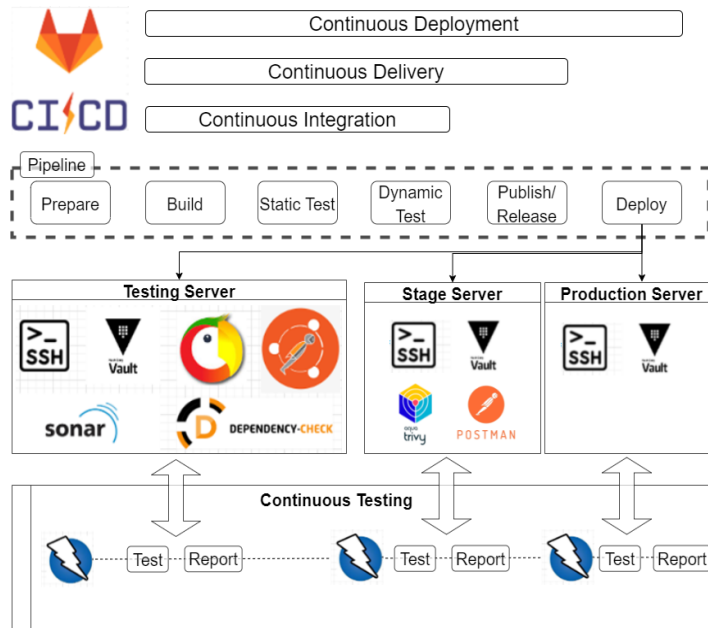 Continuous Deployment
Continuous Delivery
CI CD
Continuous Integration
Pipeline
Prepare
Build
Static Test
Dynamic
Test
Publish/
Release
Deploy
Testing Server
>_
SSH
Vault
sonar
D DEPENDENCY-CHECK
Stage Server
>_
SSH
Vault
aqua
trivy
POSTMAN
Production Server
>_
SSH
Vault
Continuous Testing
Test
Report
Test
Report
Test
Report